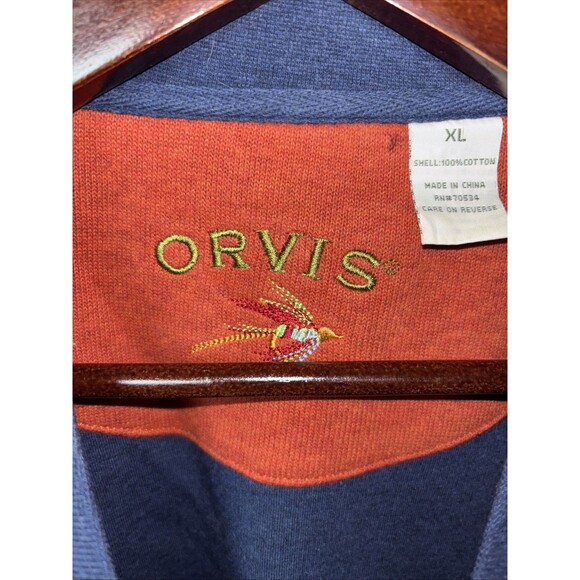 XL
SHELL:100%COTTON
MADE IN CHINA
RN#70534
CARE ON REVERSE
ORVIS®